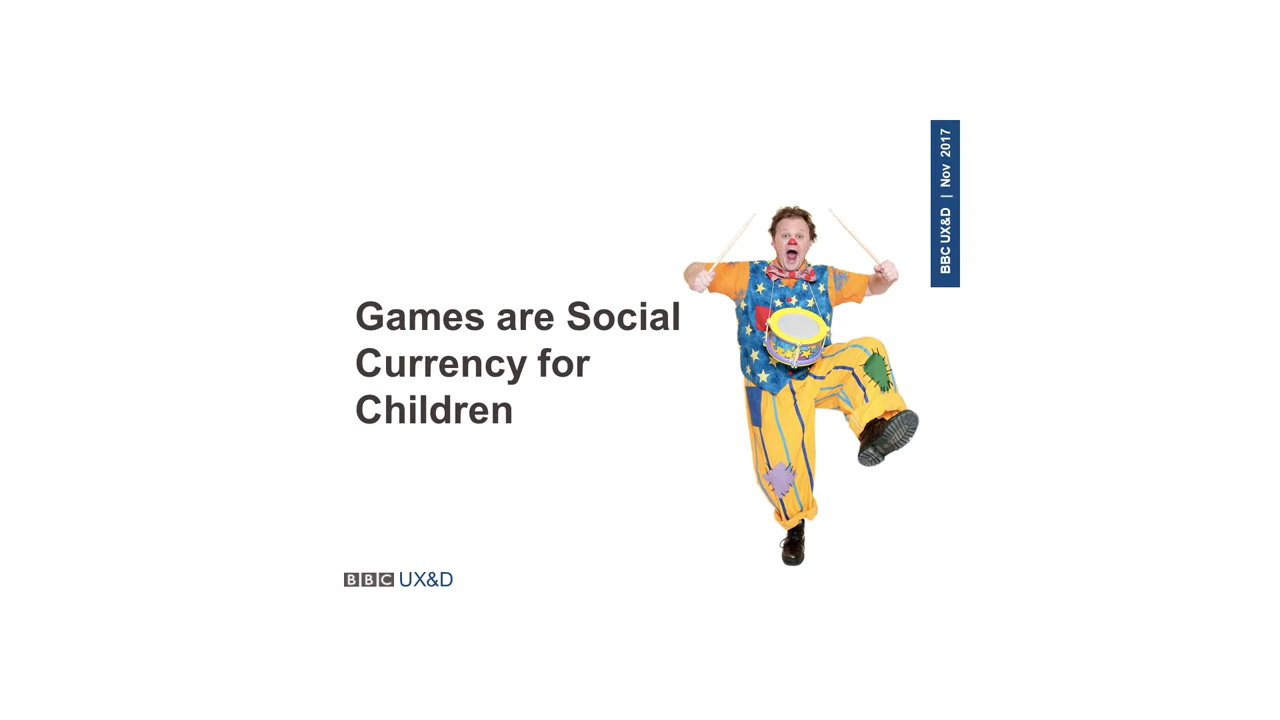 BBC UX&D | Nov 2017
Games are Social
Currency for
Children
BBC UX&D